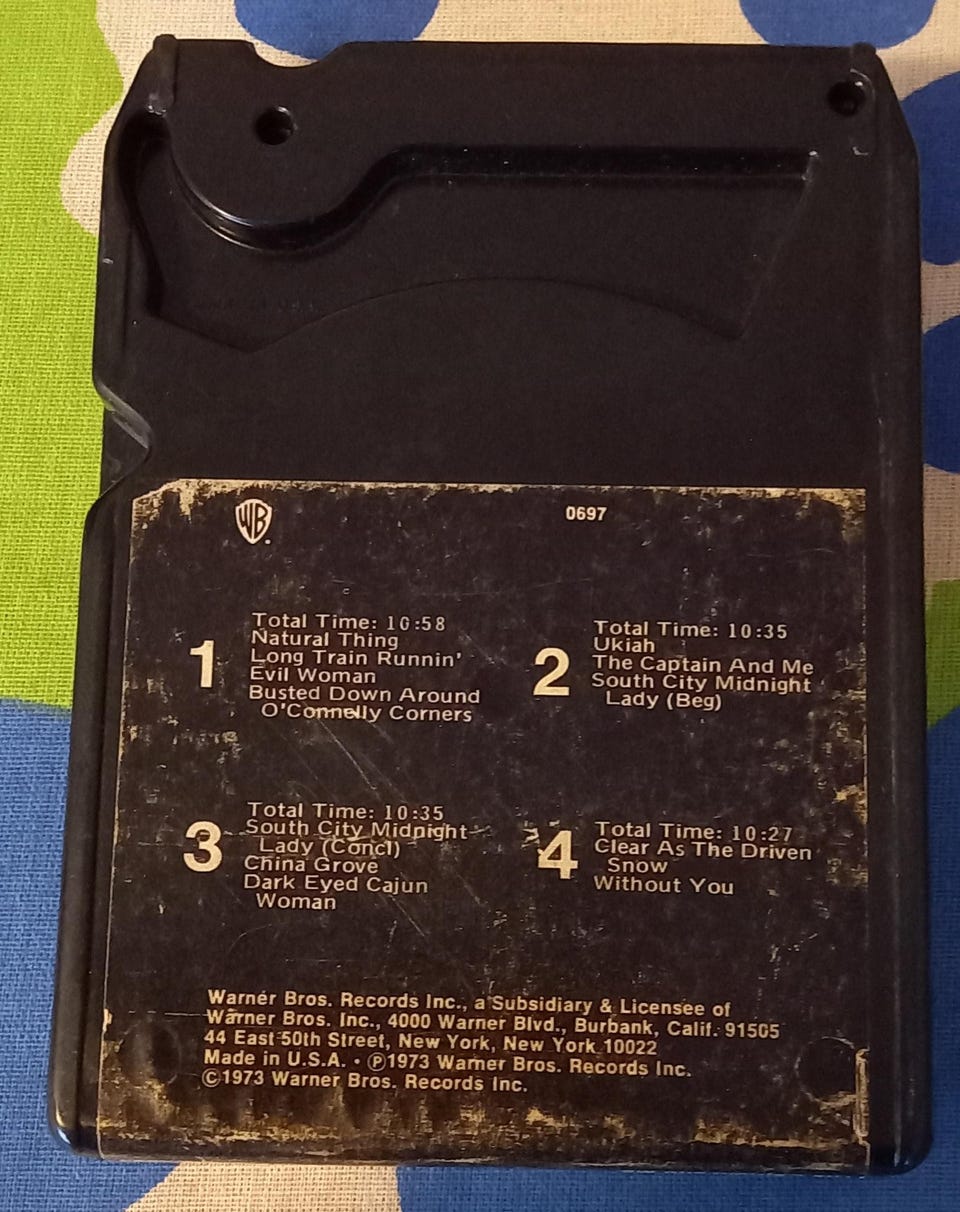 WB
0697
1
Total Time: 10:58
Natural Thing
Long Train Runnin'
Evil Woman
Busted Down Around
O'Connelly Corners
2
Total Time: 10:35
Ukiah
The Captain And Me
South City Midnight
Lady (Beg)
3
Total Time: 10:35
South City Midnight
Lady (Concl)
China Grove
Dark Eyed Cajun
Woman
4
Total Time: 10:27
Clear As The Driven
Snow
Without You
Warner Bros. Records Inc., a Subsidiary & Licensee of
Warner Bros. Inc., 4000 Warner Blvd., Burbank, Calif. 91505
44 East 50th Street, New York, New York 10022
Made in U.S.A. • ℗1973 Warner Bros. Records Inc.
©1973 Warner Bros. Records Inc.